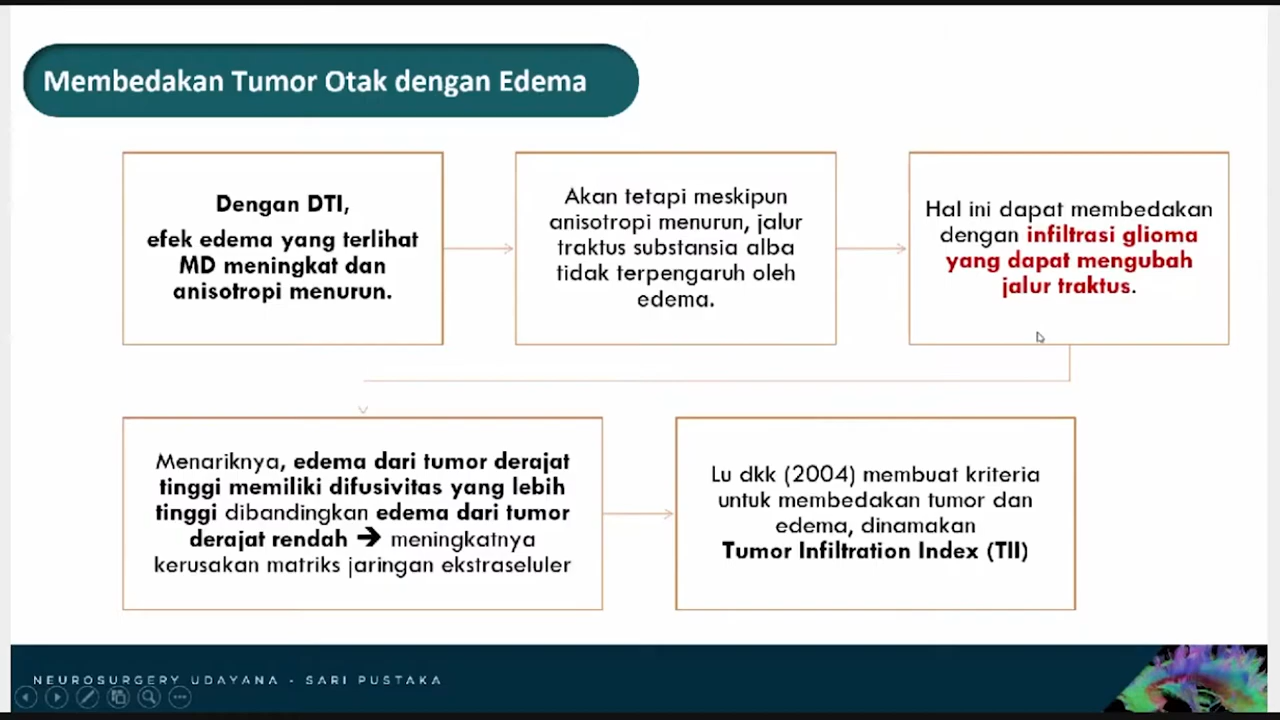 Membedakan Tumor Otak dengan Edema
Dengan DTI,
efek edema yang terlihat
MD meningkat dan
anisotropi menurun.
Akan tetapi meskipun
anisotropi menurun, jalur
traktus substansia alba
tidak terpengaruh oleh
edema.
Hal ini dapat membedakan
dengan infiltrasi glioma
yang dapat mengubah
jalur traktus.
Menariknya, edema dari tumor derajat
tinggi memiliki difusivitas yang lebih
tinggi dibandingkan edema dari tumor
derajat rendah ➔ meningkatnya
kerusakan matriks jaringan ekstraseluler
Lu dkk (2004) membuat kriteria
untuk membedakan tumor dan
edema, dinamakan
Tumor Infiltration Index (TII)
NEUROSURGERY UDAYANA - SARI PUSTAKA